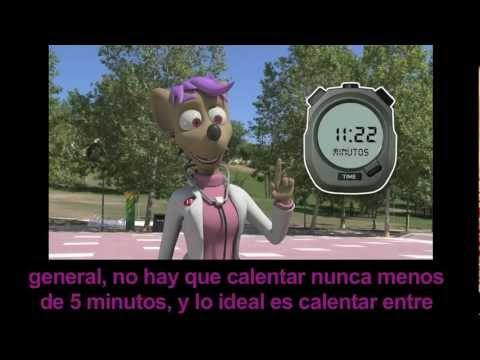 11:22
MINUTOS
TIME
general, no hay que calentar nunca menos
de 5 minutos, y lo ideal es calentar entre